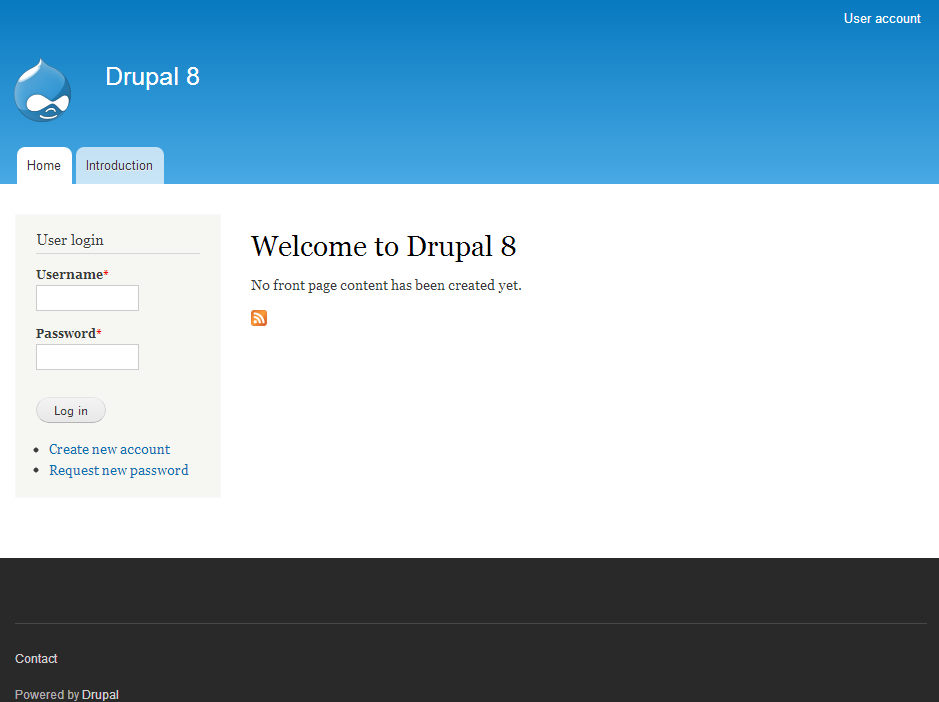 User account
Drupal 8
Home
Introduction
User login
Username*
Password*
Log in
Create new account
Request new password
Welcome to Drupal 8
No front page content has been created yet.
Contact
Powered by Drupal